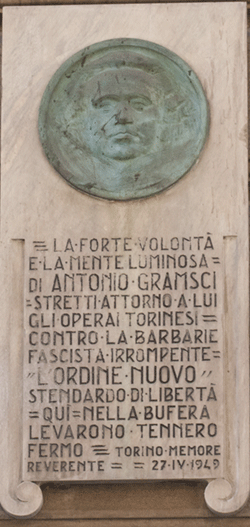 = LA·FORTE·VOLONTÀ
E·LA·MENTE·LUMINOSA=
DI ANTONIO·GRAMSCI
=STRETTI·ATTORNO·A·LUI
GLI·OPERAI TORINESI=
CONTRO·LA·BARBARIE
FASCISTA·IRROMPENTE=
"L'ORDINE·NUOVO"
STENDARDO·DI·LIBERTÀ
=QUI=NELLA·BUFERA
LEVARONO·TENNERO
FERMO = TORINO·MEMORE
REVERENTE = = 27·IV·1949